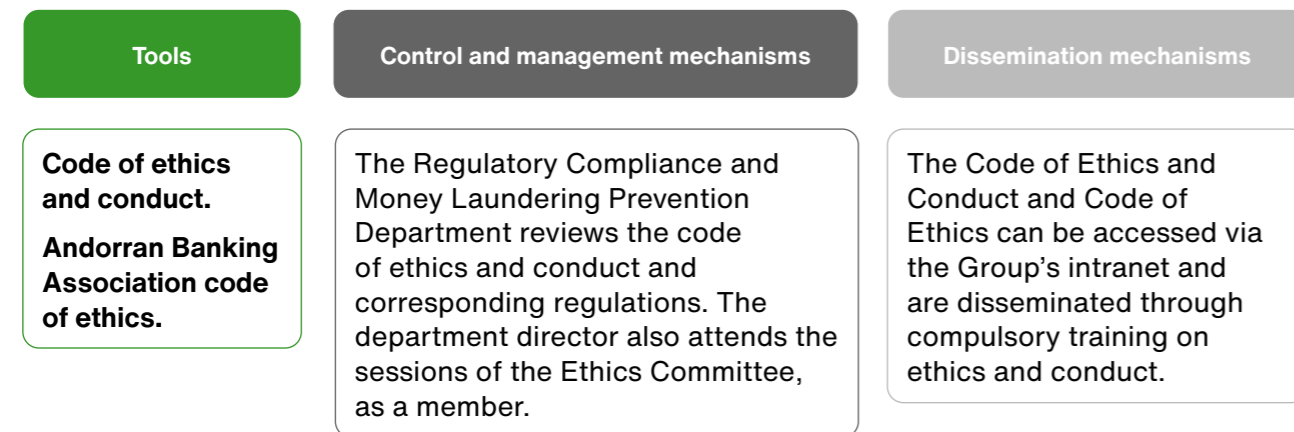 Tools
Control and management mechanisms
Dissemination mechanisms
Code of ethics
and conduct.
Andorran Banking
Association code
of ethics.
The Regulatory Compliance and
Money Laundering Prevention
Department reviews the code
of ethics and conduct and
corresponding regulations. The
department director also attends the
sessions of the Ethics Committee,
as a member.
The Code of Ethics and
Conduct and Code of
Ethics can be accessed via
the Group’s intranet and
are disseminated through
compulsory training on
ethics and conduct.